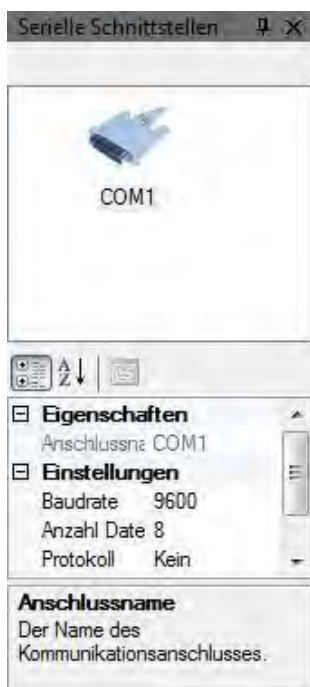 Serielle Schnittstellen
COM1
Eigenschaften
Anschlussna COM1
Einstellungen
Baudrate 9600
Anzahl Date 8
Protokoll Kein
Anschlussname
Der Name des
Kommunikationsanschlusses.